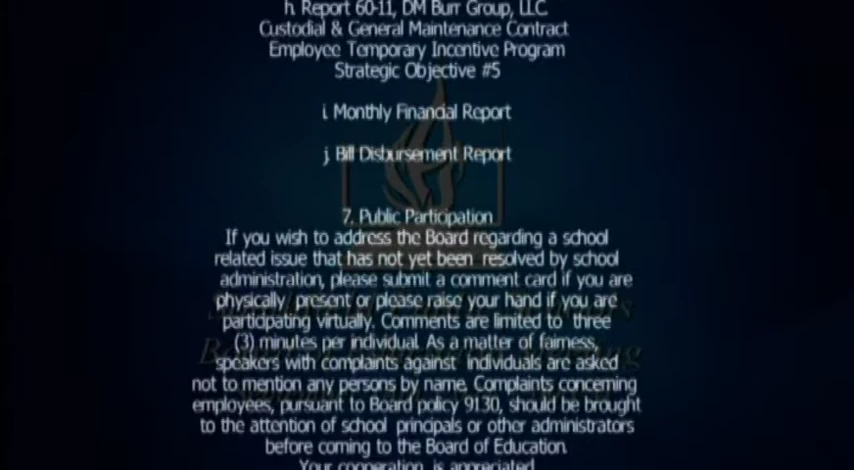 h. Report 60-11, DM Burr Group, LLC
Custodial & General Maintenance Contract
Employee Temporary Incentive Program
Strategic Objective #5
i. Monthly Financial Report
j. Bill Disbursement Report
7. Public Participation
If you wish to address the Board regarding a school
related issue that has not yet been resolved by school
administration, please submit a comment card if you are
physically present or please raise your hand if you are
participating virtually. Comments are limited to three
(3) minutes per individual. As a matter of fairness,
speakers with complaints against individuals are asked
not to mention any persons by name. Complaints concerning
employees, pursuant to Board policy 9130, should be brought
to the attention of school principals or other administrators
before coming to the Board of Education.
Your cooperation is appreciated